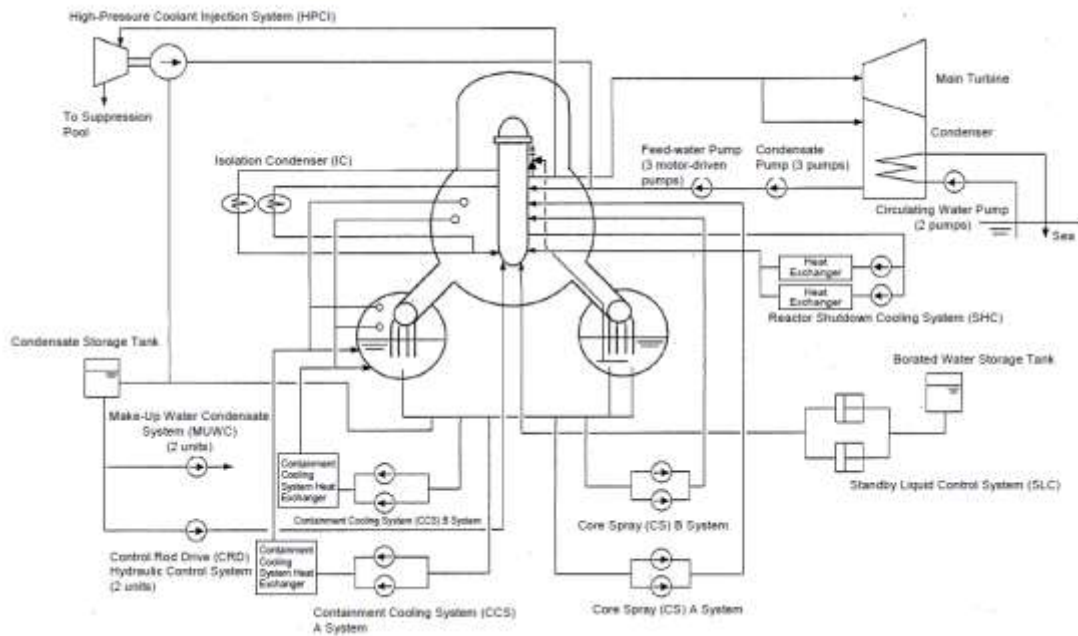 High-Pressure Coolant Injection System (HPCI)
To Suppression
Pool
Isolation Condenser (IC)
Main Turbine
Condenser
Feed-water Pump
(3 motor-driven
pumps)
Condensate
Pump (3 pumps)
Circulating Water Pump
(2 pumps)
Sea
Heat
Exchanger
Heat
Exchanger
Reactor Shutdown Cooling System (SHC)
Condensate Storage Tank
Borated Water Storage Tank
Make-Up Water Condensate
System (MUWC)
(2 units)
Containment
Cooling
System Heat
Exchanger
Containment Cooling System (CCS) B System
Core Spray (CS) B System
Standby Liquid Control System (SLC)
Control Rod Drive (CRD)
Hydraulic Control System
(2 units)
Containment
Cooling
System Heat
Exchanger
Containment Cooling System (CCS)
A System
Core Spray (CS) A System